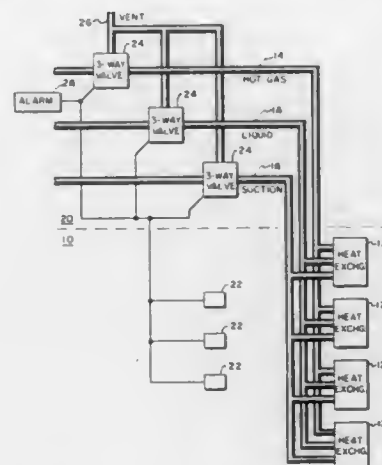 26
VENT
24
14
3-WAY
VALVE
HOT GAS
28
ALARM
24
3-WAY
VALVE
LIQUID
24
3-WAY
VALVE
18
SUCTION
20
10
22
22
22
HEAT
EXCHG.
HEAT
EXCHG.
HEAT
EXCHG.
HEAT
EXCHG.